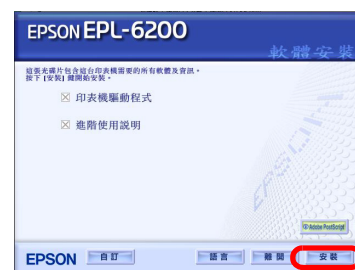 EPSON EPL-6200
軟體安裝
這張光碟片包含這台印表機需要的所有軟體及資訊。
按下 [安裝] 鍵開始安裝。
印表機驅動程式
進階使用說明
EPL-6200
Adobe PostScript
EPSON 自訂 語言 離開 安裝